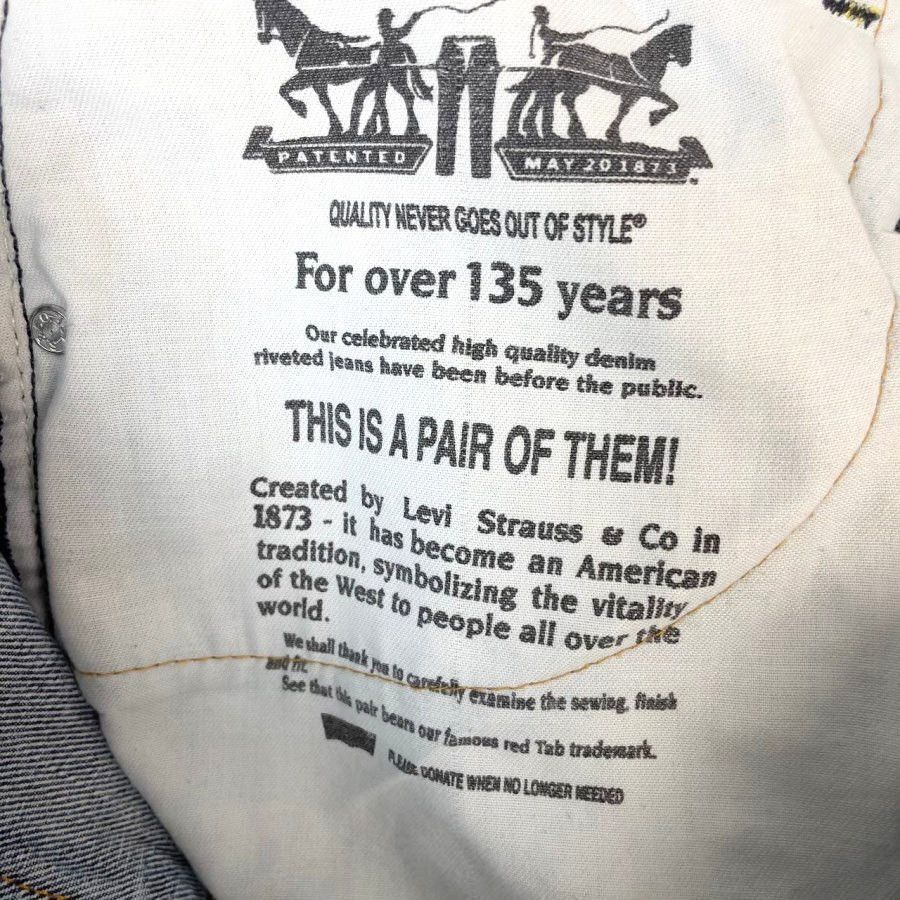 PATENTED MAY 20 1873
QUALITY NEVER GOES OUT OF STYLE®
For over 135 years
Our celebrated high quality denim
riveted jeans have been before the public.
THIS IS A PAIR OF THEM!
Created by Levi Strauss & Co in
1873 - it has become an American
tradition, symbolizing the vitality
of the West to people all over the
world.
We shall thank you to carefully examine the sewing, finish
and fit.
See that this pair bears our famous red Tab trademark.
PLEASE DONATE WHEN NO LONGER NEEDED